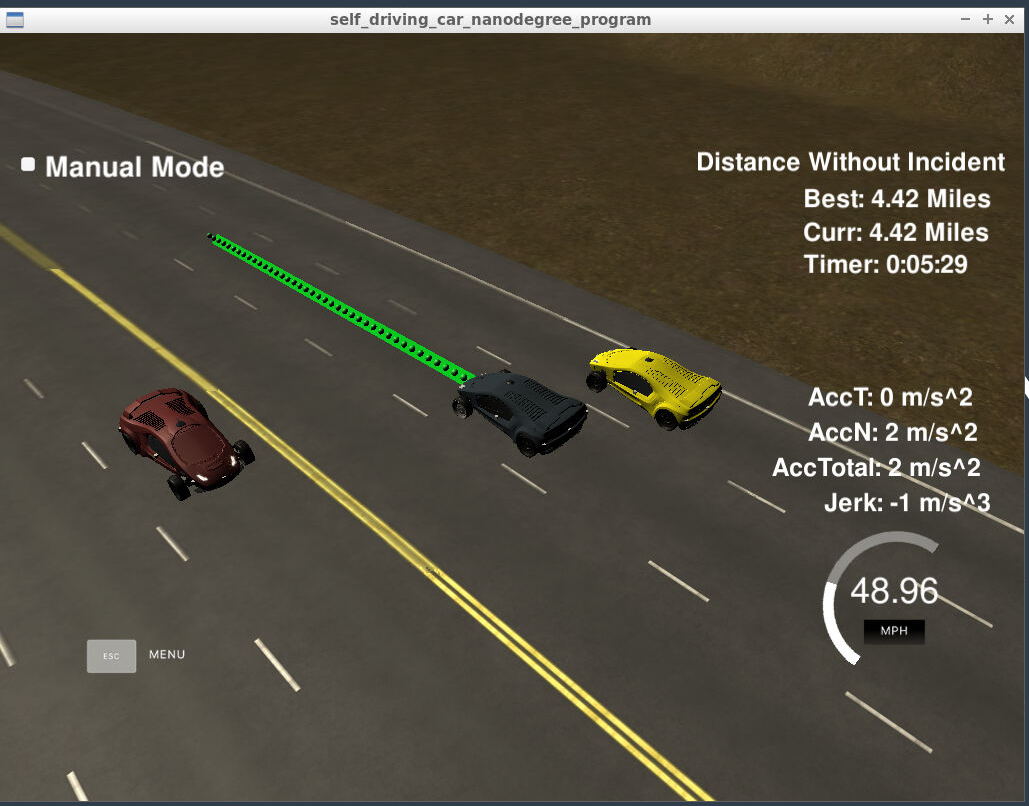 self_driving_car_nanodegree_program
Manual Mode
Distance Without Incident
Best: 4.42 Miles
Curr: 4.42 Miles
Timer: 0:05:29
AccT: 0 m/s^2
AccN: 2 m/s^2
AccTotal: 2 m/s^2
Jerk: -1 m/s^3
48.96
MPH
ESC MENU